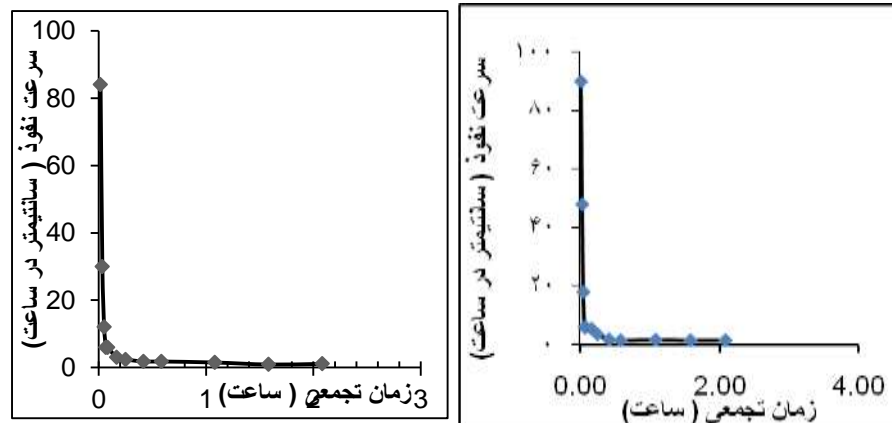 سرعت نفوذ ( سانتیمتر در ساعت)
100
80
60
40
20
0
0 1 2 3
زمان تجمعی ( ساعت)
سرعت نفوذ ( سانتیمتر در ساعت)
۱۰۰
۸۰
۶۰
۴۰
۲۰
۰
0.00 2.00 4.00
زمان تجمعی ( ساعت)